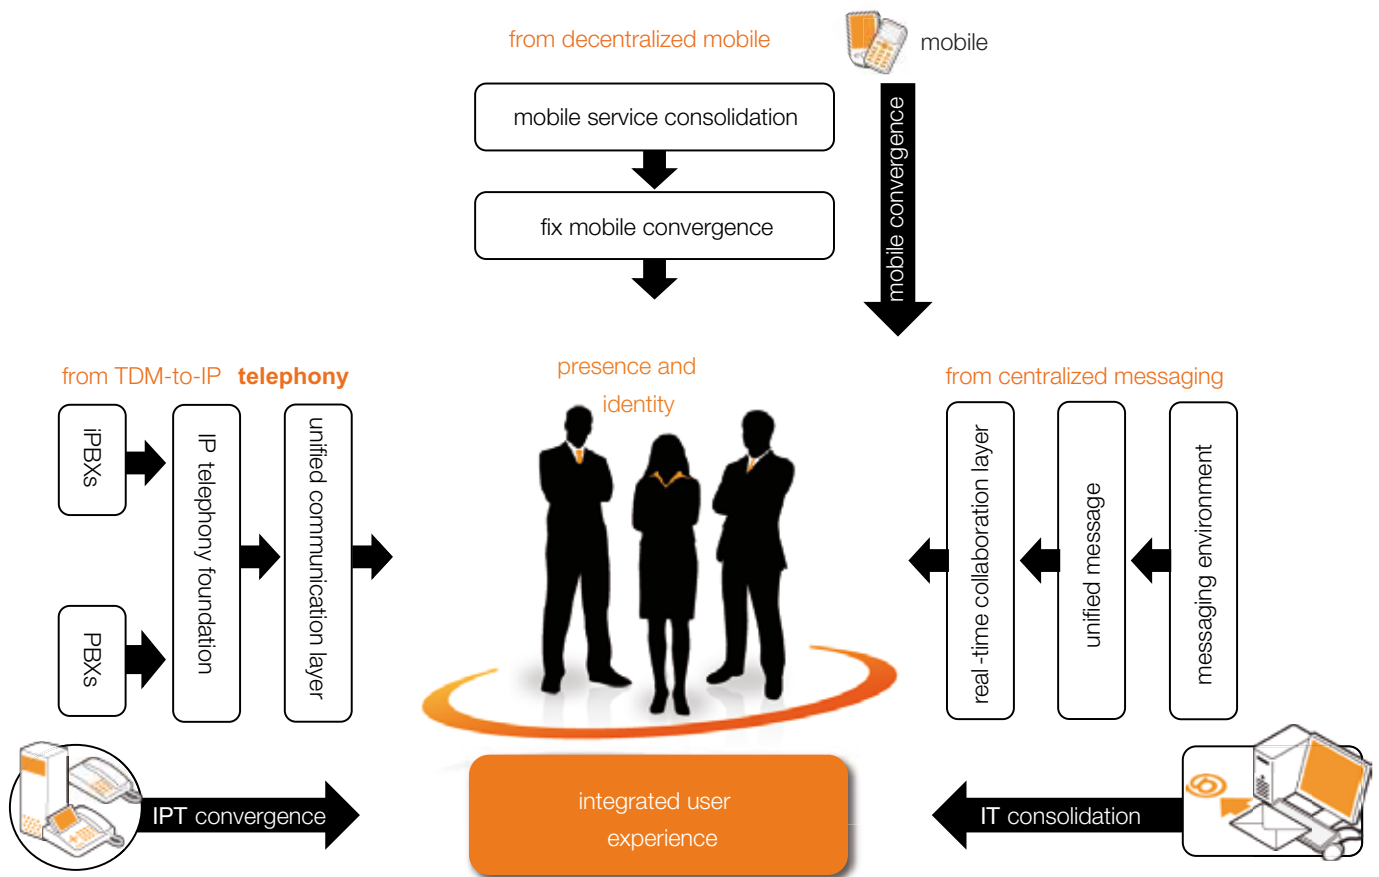 from decentralized mobile
mobile
mobile service consolidation
fix mobile convergence
mobile convergence
from TDM-to-IP telephony
iPBXs
PBXs
IP telephony foundation
unified communication layer
presence and
identity
from centralized messaging
real-time collaboration layer
unified message
messaging environment
IPT convergence
integrated user
experience
IT consolidation
@